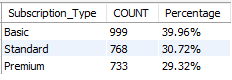 Subscription_Type COUNT Percentage
Basic 999 39.96%
Standard 768 30.72%
Premium 733 29.32%